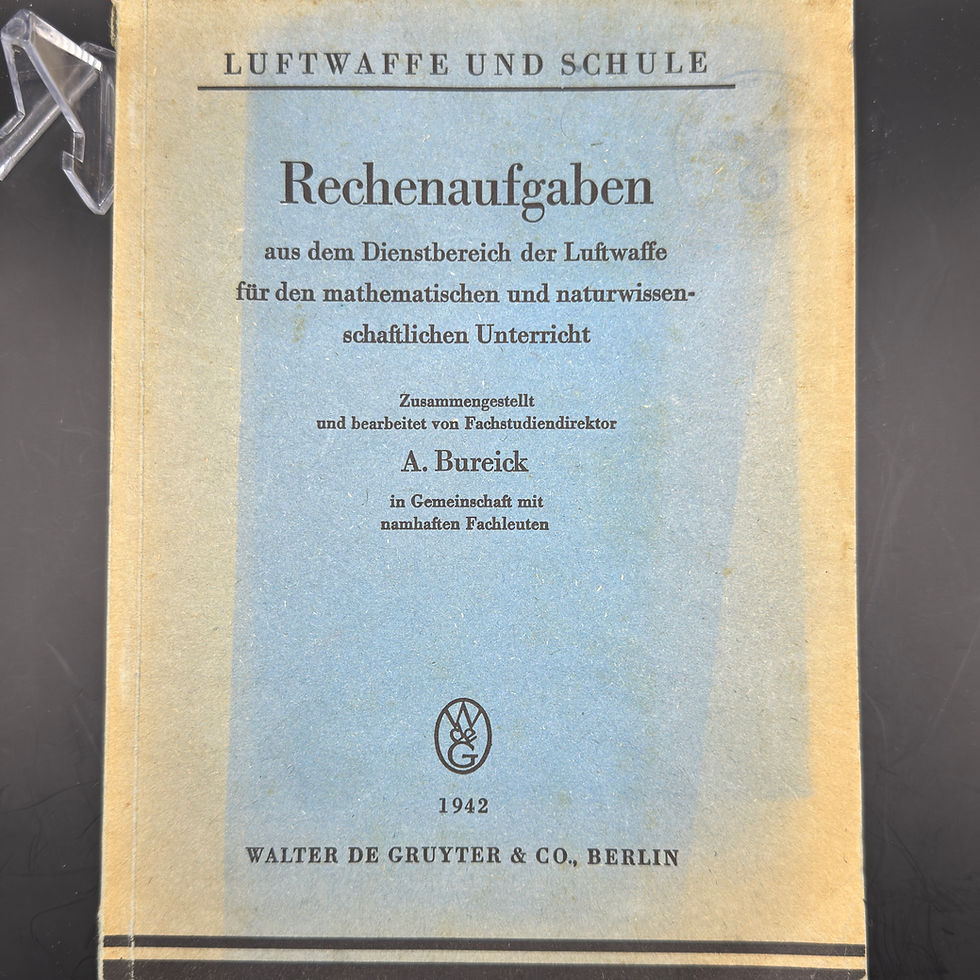 LUFTWAFFE UND SCHULE
Rechenaufgaben
aus dem Dienstbereich der Luftwaffe
für den mathematischen und naturwissen-
schaftlichen Unterricht
Zusammengestellt
und bearbeitet von Fachstudiendirektor
A. Bureick
in Gemeinschaft mit
namhaften Fachleuten
W
de
G
1942
WALTER DE GRUYTER & CO., BERLIN